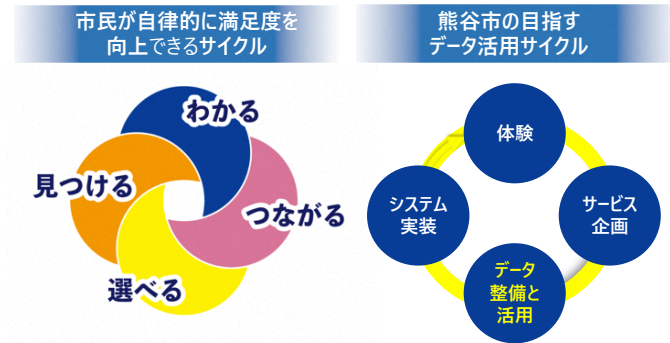 市民が自律的に満足度を
向上できるサイクル
わかる
見つける
つながる
選べる
熊谷市の目指す
データ活用サイクル
体験
システム
実装
サービス
企画
データ
整備と
活用